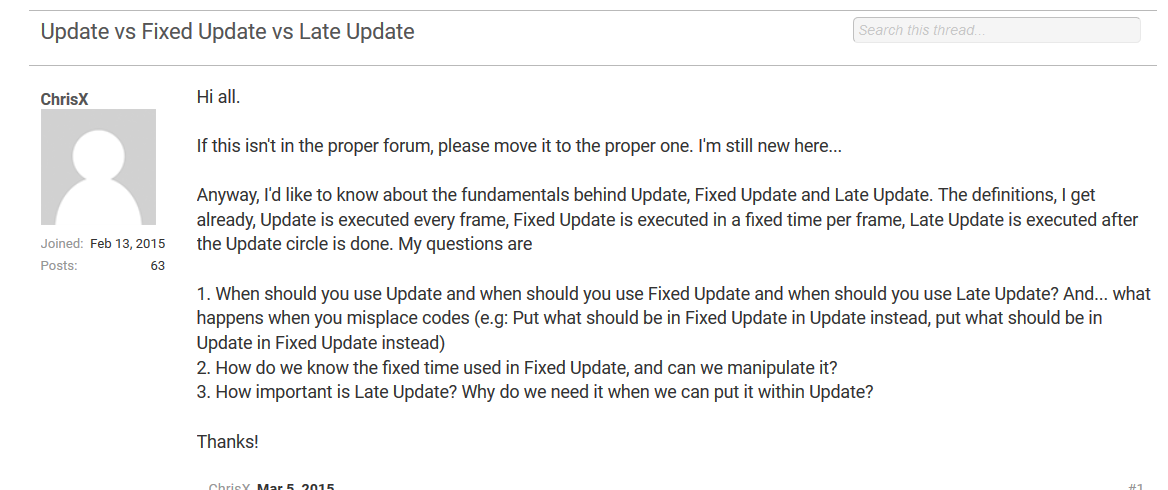 Update vs Fixed Update vs Late Update
Search this thread...
ChrisX
Hi all.
If this isn't in the proper forum, please move it to the proper one. I'm still new here...
Anyway, I'd like to know about the fundamentals behind Update, Fixed Update and Late Update. The definitions, I get
already, Update is executed every frame, Fixed Update is executed in a fixed time per frame, Late Update is executed after
the Update circle is done. My questions are
Joined: Feb 13, 2015
Posts: 63
1. When should you use Update and when should you use Fixed Update and when should you use Late Update? And... what
happens when you misplace codes (e.g: Put what should be in Fixed Update in Update instead, put what should be in
Update in Fixed Update instead)
2. How do we know the fixed time used in Fixed Update, and can we manipulate it?
3. How important is Late Update? Why do we need it when we can put it within Update?
Thanks!
ChrisX, Mar 5, 2015
#1